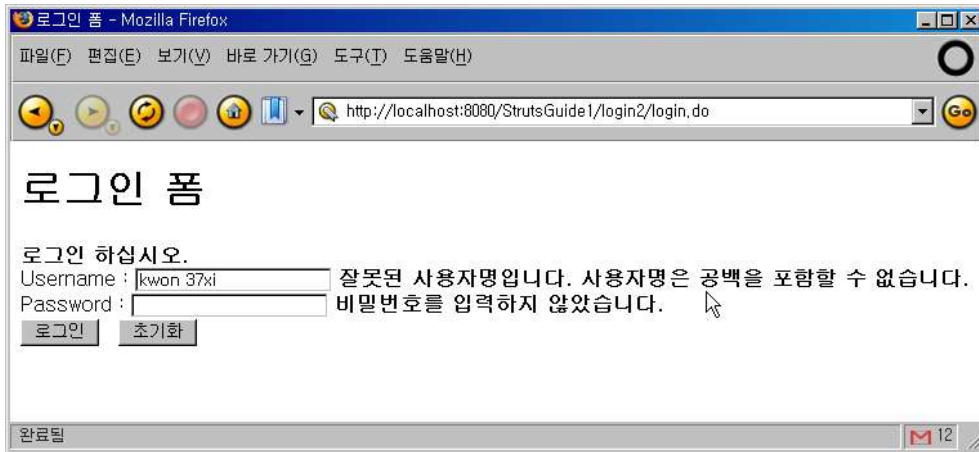 로그인 폼 - Mozilla Firefox
파일(F) 편집(E) 보기(V) 바로 가기(G) 도구(T) 도움말(H)
http://localhost:8080/StrutsGuide1/login2/login.do Go
로그인 폼
로그인 하십시오.
Username : kwon 37xi 잘못된 사용자명입니다. 사용자명은 공백을 포함할 수 없습니다.
Password : 비밀번호를 입력하지 않았습니다.
로그인 초기화
완료됨 12